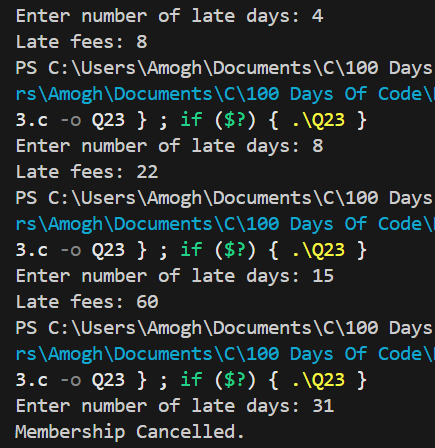 Enter number of late days: 4
Late fees: 8
PS C:\Users\Amogh\Documents\C\100 Days
rs\Amogh\Documents\C\100 Days Of Code\
3.c -o Q23 } ; if ($?) { .\Q23 }
Enter number of late days: 8
Late fees: 22
PS C:\Users\Amogh\Documents\C\100 Days
rs\Amogh\Documents\C\100 Days Of Code\
3.c -o Q23 } ; if ($?) { .\Q23 }
Enter number of late days: 15
Late fees: 60
PS C:\Users\Amogh\Documents\C\100 Days
rs\Amogh\Documents\C\100 Days Of Code\
3.c -o Q23 } ; if ($?) { .\Q23 }
Enter number of late days: 31
Membership Cancelled.